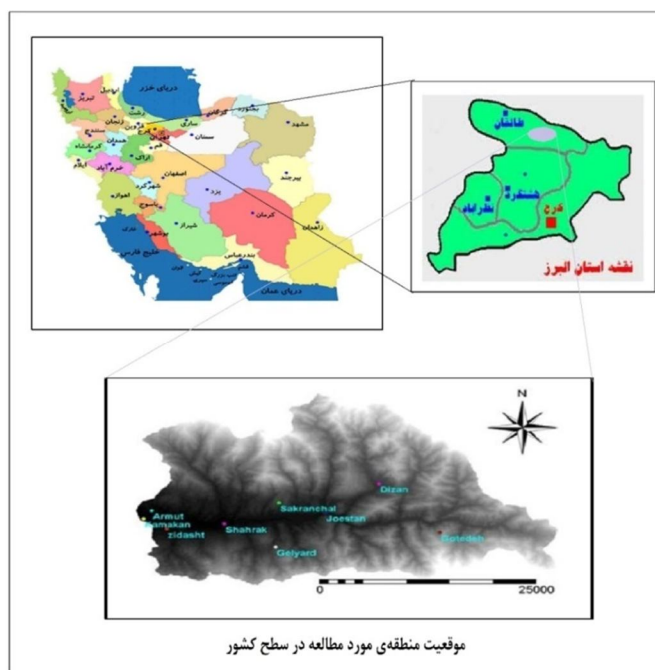 دریای خزر
اردبیل
تبریز
رشت
گرگان
بجنورد
زنجان
قزوین
ساری
مشهد
کرج
تهران
سنندج
سمنان
همدان
قم
کرمانشاه
اراک
ایلام
خرم آباد
اصفهان
بیرجند
شهرکرد
یزد
اهواز
یاسوج
کرمان
شیراز
زاهدان
بوشهر
خلیج فارس
بندرعباس
دریای عمان
طالقان
هشتگرد
نظرآباد
کرج
نقشه استان البرز
N
Dizan
Sakranchal
Armut
Joestan
Shahrak
zidasht
Gelyard
0 25000
موقعیت منطقه‌ی مورد مطالعه در سطح کشور